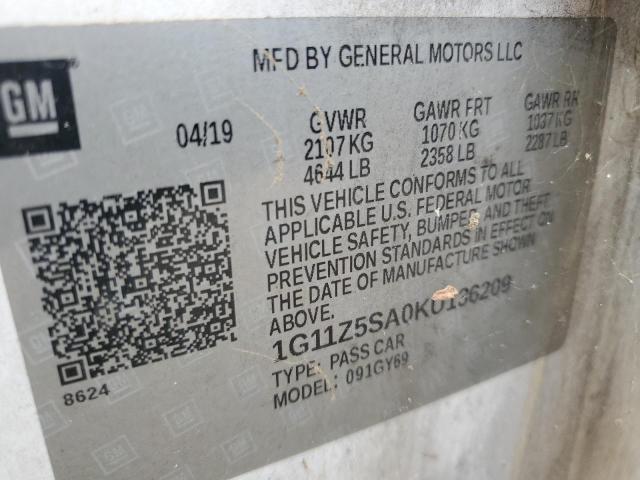 GM
MFD BY GENERAL MOTORS LLC
04/19
GVWR
2107 KG
4644 LB
GAWR FRT
1070 KG
2358 LB
GAWR RR
1037 KG
2287 LB
THIS VEHICLE CONFORMS TO ALL
APPLICABLE U.S. FEDERAL MOTOR
VEHICLE SAFETY, BUMPER, AND THEFT
PREVENTION STANDARDS IN EFFECT ON
THE DATE OF MANUFACTURE SHOWN
ABOVE.
1G11Z5SA0KU136209
TYPE: PASS CAR
MODEL: 091GY69
8624